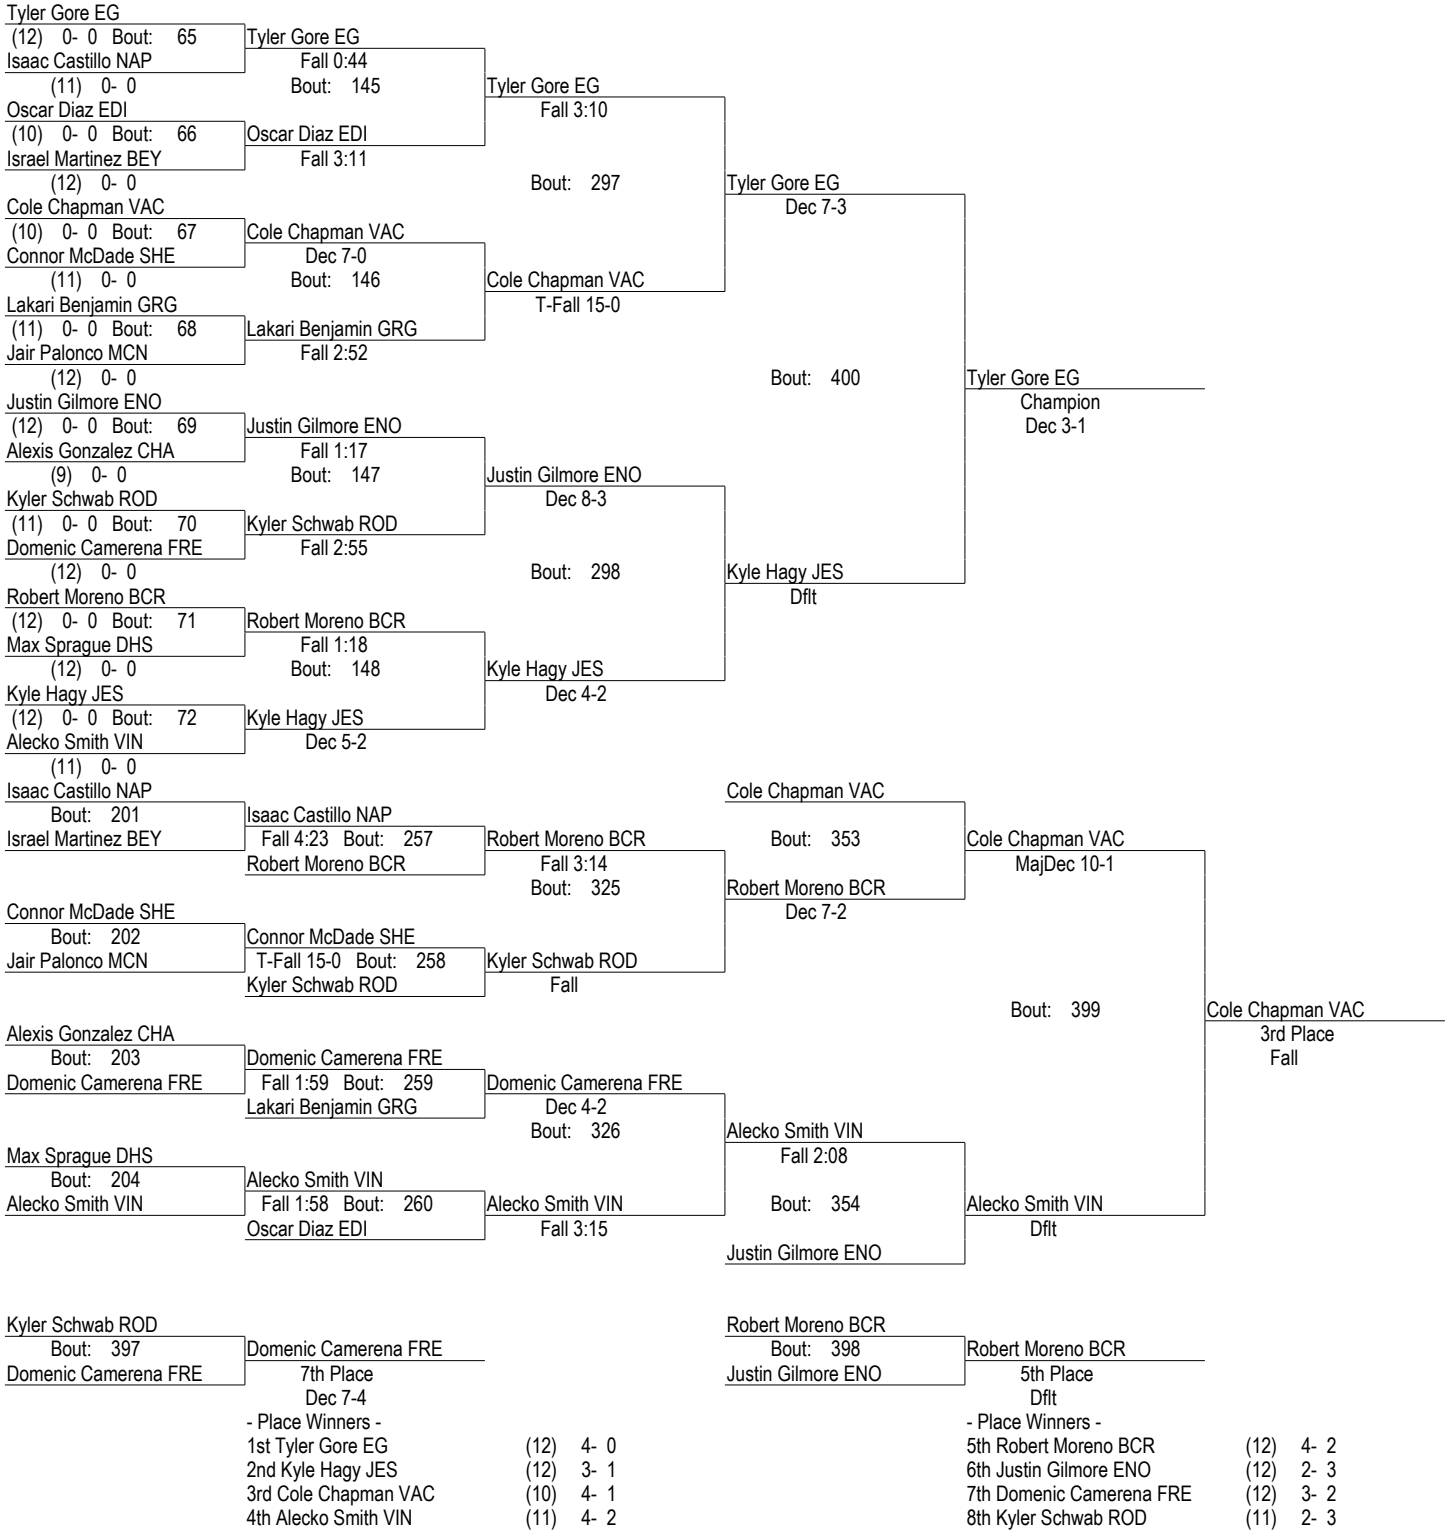 Tyler Gore EG
(12) 0- 0 Bout: 65 Tyler Gore EG
Isaac Castillo NAP Fall 0:44
(11) 0- 0 Bout: 145 Tyler Gore EG
Oscar Diaz EDI Fall 3:10
(10) 0- 0 Bout: 66 Oscar Diaz EDI
Israel Martinez BEY Fall 3:11
(12) 0- 0 Bout: 297 Tyler Gore EG
Cole Chapman VAC Dec 7-3
(10) 0- 0 Bout: 67 Cole Chapman VAC
Connor McDade SHE Dec 7-0
(11) 0- 0 Bout: 146 Cole Chapman VAC
Lakari Benjamin GRG T-Fall 15-0
(11) 0- 0 Bout: 68 Lakari Benjamin GRG
Jair Palonco MCN Fall 2:52
(12) 0- 0 Bout: 400 Tyler Gore EG
Justin Gilmore ENO Champion
(12) 0- 0 Bout: 69 Justin Gilmore ENO Dec 3-1
Alexis Gonzalez CHA Fall 1:17
(9) 0- 0 Bout: 147 Justin Gilmore ENO
Kyler Schwab ROD Dec 8-3
(11) 0- 0 Bout: 70 Kyler Schwab ROD
Domenic Camerena FRE Fall 2:55
(12) 0- 0 Bout: 298 Kyle Hagy JES
Robert Moreno BCR Dflt
(12) 0- 0 Bout: 71 Robert Moreno BCR
Max Sprague DHS Fall 1:18
(12) 0- 0 Bout: 148 Kyle Hagy JES
Kyle Hagy JES Dec 4-2
(12) 0- 0 Bout: 72 Kyle Hagy JES
Alecko Smith VIN Dec 5-2
(11) 0- 0
Isaac Castillo NAP Cole Chapman VAC
Bout: 201 Isaac Castillo NAP
Israel Martinez BEY Fall 4:23 Bout: 257 Robert Moreno BCR Bout: 353 Cole Chapman VAC
Robert Moreno BCR Fall 3:14 MajDec 10-1
Bout: 325 Robert Moreno BCR
Connor McDade SHE Dec 7-2
Bout: 202 Connor McDade SHE
Jair Palonco MCN T-Fall 15-0 Bout: 258 Kyler Schwab ROD
Kyler Schwab ROD Fall
Bout: 399 Cole Chapman VAC
Alexis Gonzalez CHA 3rd Place
Bout: 203 Domenic Camerena FRE Fall
Domenic Camerena FRE Fall 1:59 Bout: 259 Domenic Camerena FRE
Lakari Benjamin GRG Dec 4-2
Bout: 326 Alecko Smith VIN
Max Sprague DHS Fall 2:08
Bout: 204 Alecko Smith VIN
Alecko Smith VIN Fall 1:58 Bout: 260 Alecko Smith VIN Bout: 354 Alecko Smith VIN
Oscar Diaz EDI Fall 3:15 Dflt
Justin Gilmore ENO
Kyler Schwab ROD Robert Moreno BCR
Bout: 397 Domenic Camerena FRE Bout: 398 Robert Moreno BCR
Domenic Camerena FRE 7th Place Justin Gilmore ENO 5th Place
Dec 7-4 Dflt
- Place Winners - - Place Winners -
1st Tyler Gore EG (12) 4- 0 5th Robert Moreno BCR (12) 4- 2
2nd Kyle Hagy JES (12) 3- 1 6th Justin Gilmore ENO (12) 2- 3
3rd Cole Chapman VAC (10) 4- 1 7th Domenic Camerena FRE (12) 3- 2
4th Alecko Smith VIN (11) 4- 2 8th Kyler Schwab ROD (11) 2- 3